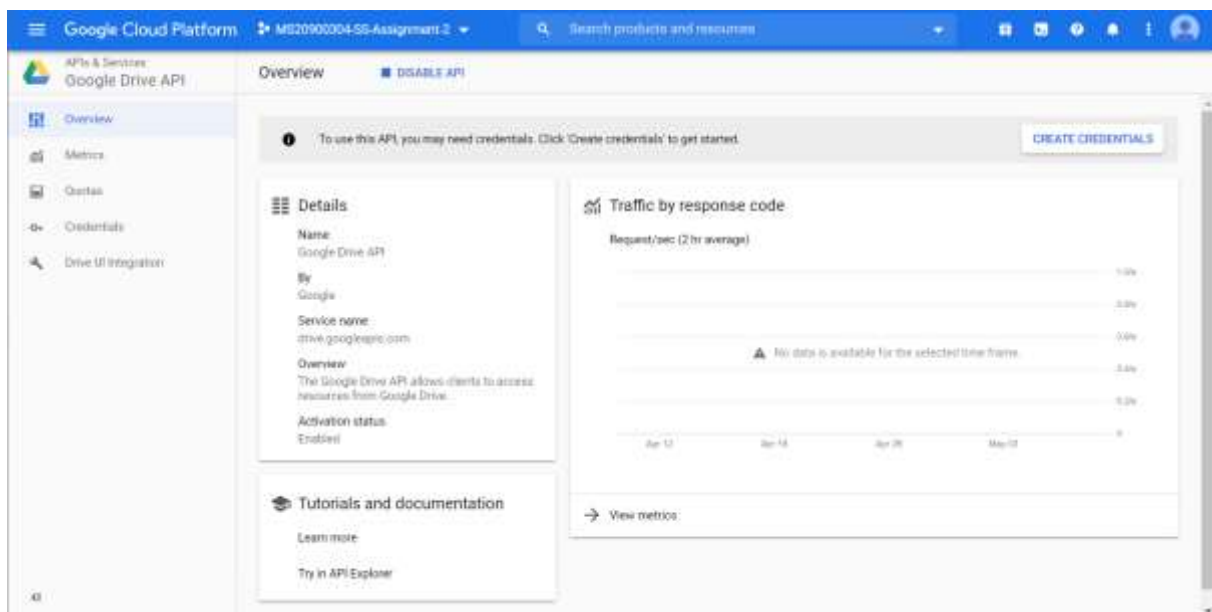 Google Cloud Platform
MS20900004-SS-Assignment-2
Search products and resources
APIs & Services
Google Drive API
Overview
DISABLE API
Overview
Metrics
Quotas
Credentials
Drive UI Integration
To use this API, you may need credentials. Click 'Create credentials' to get started.
CREATE CREDENTIALS
Details
Name
Google Drive API
By
Google
Service name
drive.googleapis.com
Overview
The Google Drive API allows clients to access
resources from Google Drive.
Activation status
Enabled
Tutorials and documentation
Learn more
Try in API Explorer
Traffic by response code
Request/sec (2 hr average)
No data is available for the selected time frame.
0
View metrics